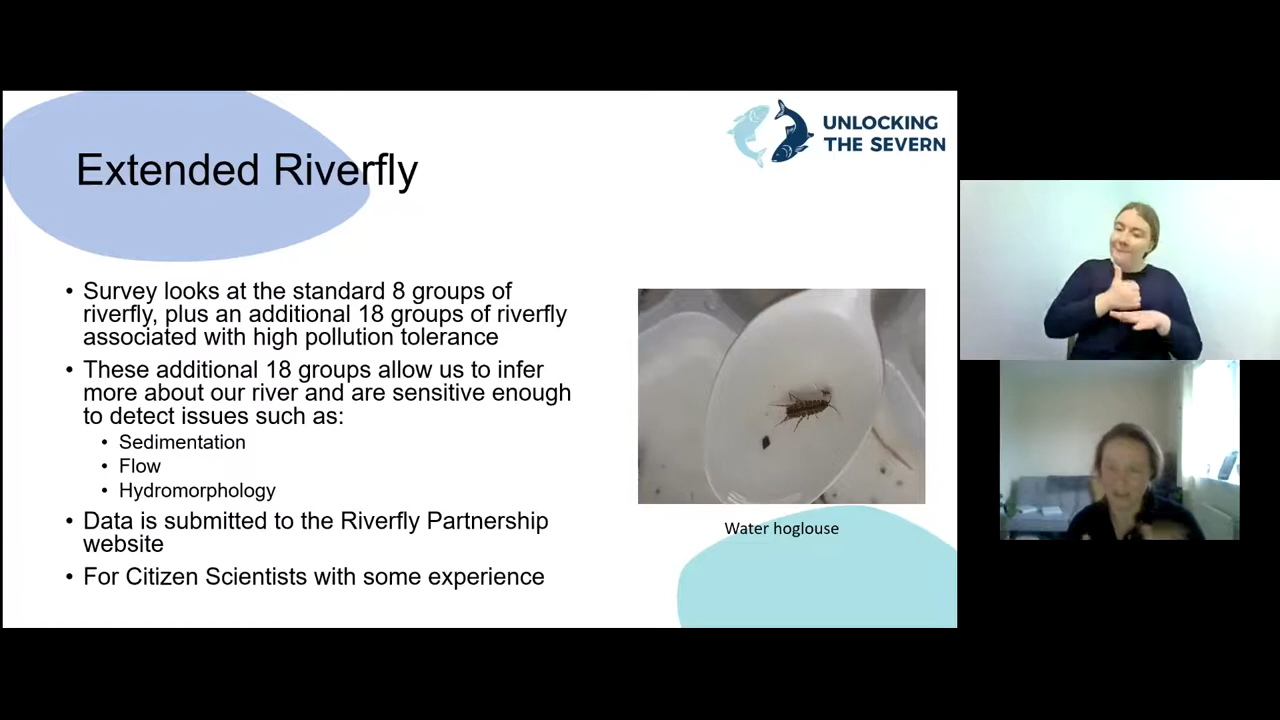 UNLOCKING
THE SEVERN
Extended Riverfly
• Survey looks at the standard 8 groups of
riverfly, plus an additional 18 groups of riverfly
associated with high pollution tolerance
• These additional 18 groups allow us to infer
more about our river and are sensitive enough
to detect issues such as:
• Sedimentation
• Flow
• Hydromorphology
• Data is submitted to the Riverfly Partnership
website
• For Citizen Scientists with some experience
Water hoglouse